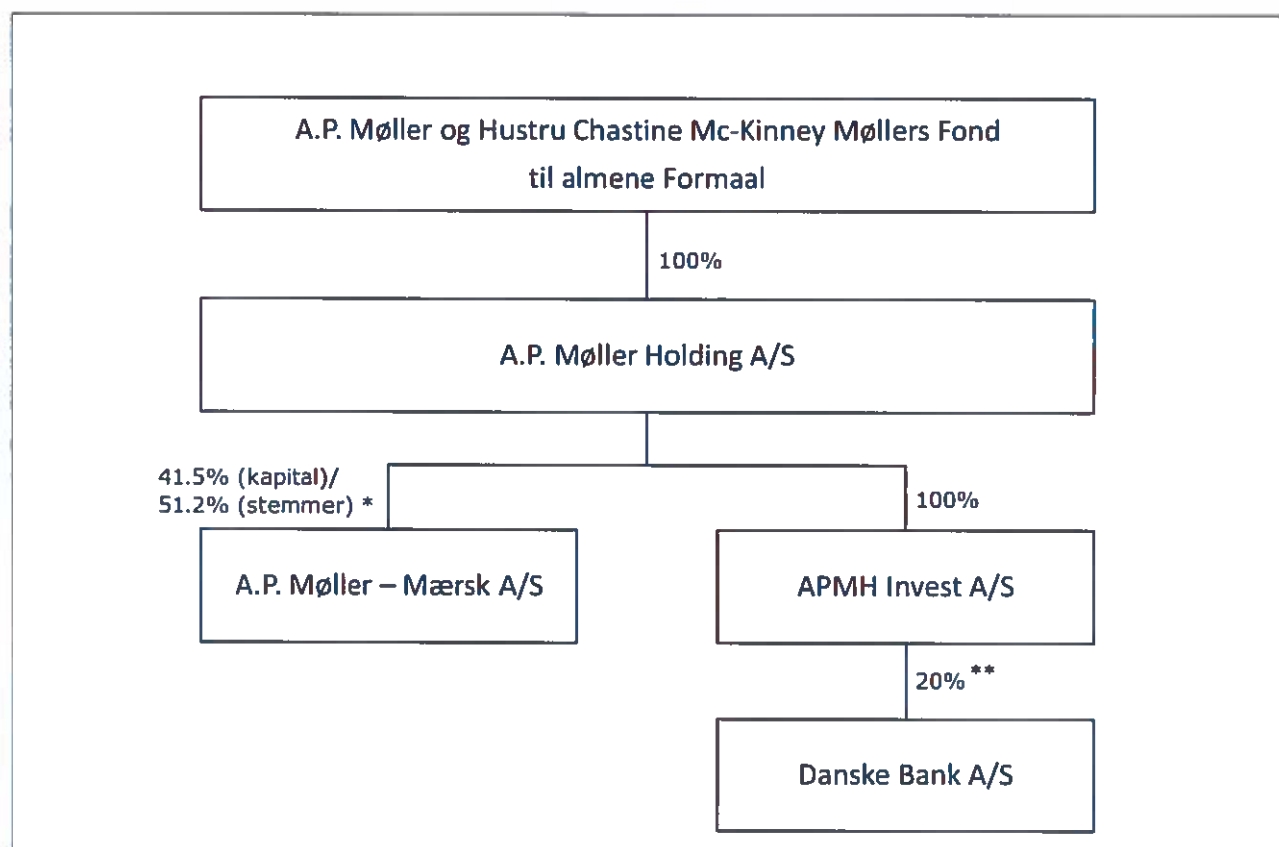 A.P. Møller og Hustru Chastine Mc-Kinney Møllers Fond
til almene Formaal
100%
A.P. Møller Holding A/S
41.5% (kapital)/
51.2% (stemmer) *
100%
A.P. Møller – Mærsk A/S
APMH Invest A/S
20% **
Danske Bank A/S